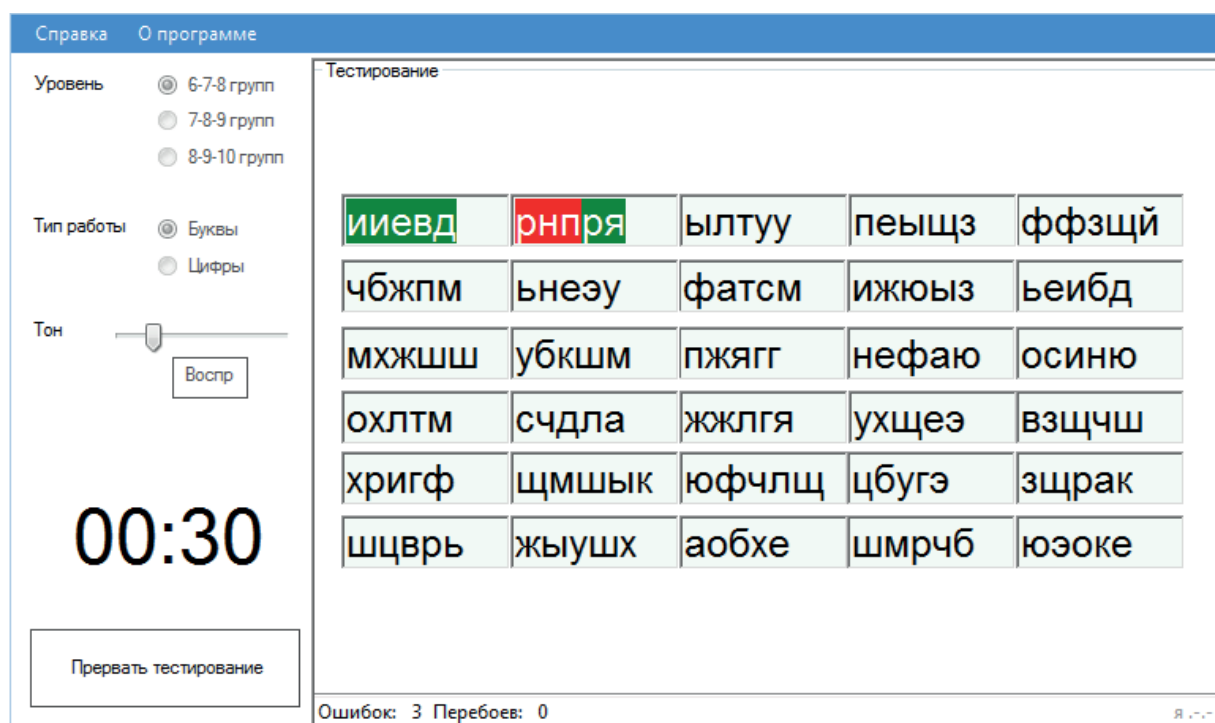 Справка О программе
Уровень
6-7-8 групп
7-8-9 групп
8-9-10 групп
Тип работы
Буквы
Цифры
Тон
Воспр
00:30
Прервать тестирование
Тестирование
ииевд рнпря ылтуу пеыщз ффзщй
чбжпм ьнеэу фатсм ижюыз ьеибд
мхжшш убкшм пжягг нефаю осиню
охлтм счдла жжлгя ухщеэ взщчш
хригф щмшык юфчлщ цбугэ зщрак
шцврь жыушх аобхе шмрчб юэоке
Ошибок: 3 Перебоев: 0
я .-.-